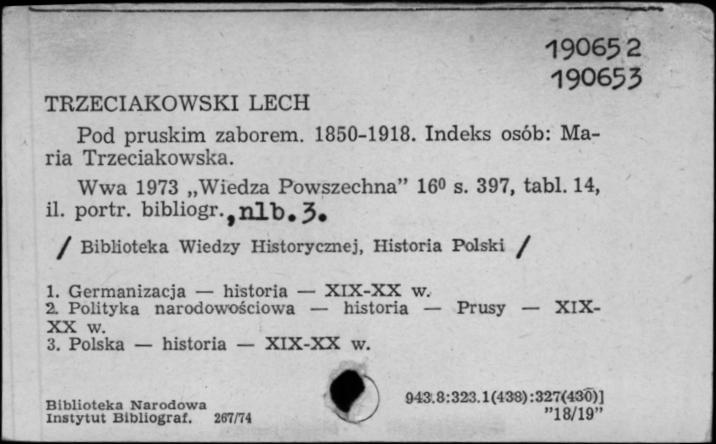 190652
190653
TRZECIAKOWSKI LECH
Pod pruskim zaborem. 1850-1918. Indeks osób: Ma-
ria Trzeciakowska.
Wwa 1973 „Wiedza Powszechna” 16⁰ s. 397, tabl. 14,
il. portr. bibliogr., nlb. 3.
/ Biblioteka Wiedzy Historycznej, Historia Polski /
1. Germanizacja — historia — XIX-XX w.
2. Polityka narodowościowa — historia — Prusy — XIX-
XX w.
3. Polska — historia — XIX-XX w.
943.8:323.1(438):327(430)]
"18/19"
Biblioteka Narodowa
Instytut Bibliograf. 267/74